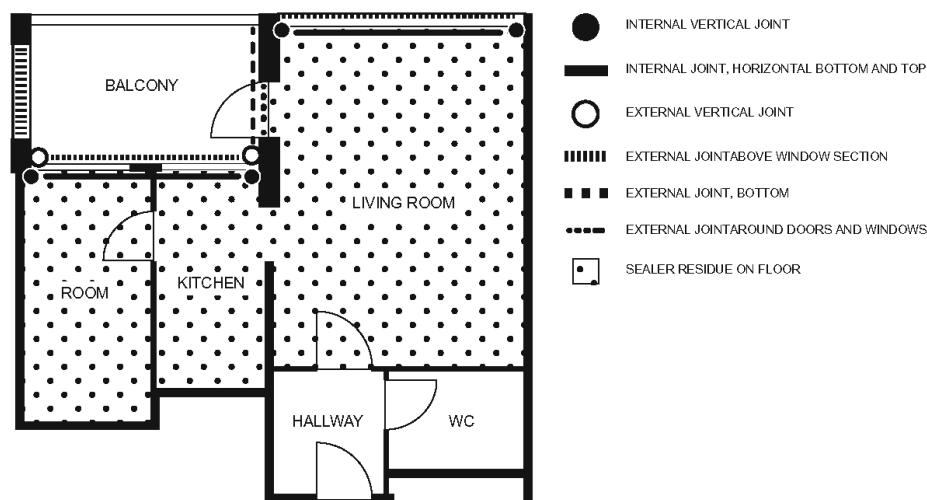 BALCONY
LIVING ROOM
ROOM
KITCHEN
HALLWAY
WC
INTERNAL VERTICAL JOINT
INTERNAL JOINT, HORIZONTAL BOTTOM AND TOP
EXTERNAL VERTICAL JOINT
EXTERNAL JOINTABOVE WINDOW SECTION
EXTERNAL JOINT, BOTTOM
EXTERNAL JOINTAROUND DOORS AND WINDOWS
SEALER RESIDUE ON FLOOR